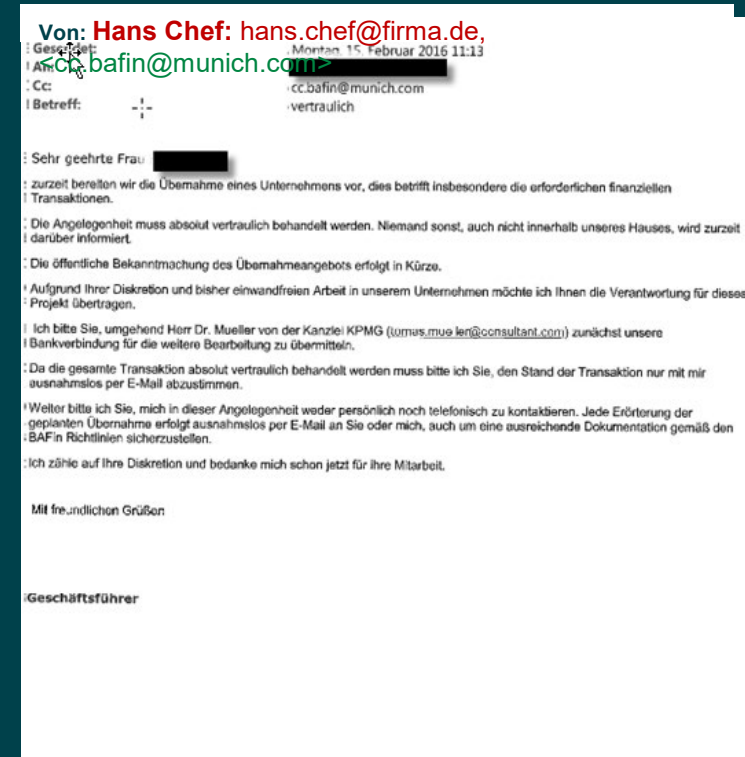 Von: Hans Chef: hans.chef@firma.de,
Gesendet: Montag, 15. Februar 2016 11:13
An: <cc.bafin@munich.com>
Cc: cc.bafin@munich.com
Betreff: vertraulich
Sehr geehrte Frau
zurzeit bereiten wir die Übernahme eines Unternehmens vor, dies betrifft insbesondere die erforderlichen finanziellen
Transaktionen.
Die Angelegenheit muss absolut vertraulich behandelt werden. Niemand sonst, auch nicht innerhalb unseres Hauses, wird zurzeit
darüber informiert.
Die öffentliche Bekanntmachung des Übernahmeangebots erfolgt in Kürze.
Aufgrund Ihrer Diskretion und bisher einwandfreien Arbeit in unserem Unternehmen möchte ich Ihnen die Verantwortung für dieses
Projekt übertragen.
Ich bitte Sie, umgehend Herr Dr. Mueller von der Kanzlei KPMG (@consultant.com) zunächst unsere
Bankverbindung für die weitere Bearbeitung zu übermitteln.
Da die gesamte Transaktion absolut vertraulich behandelt werden muss bitte ich Sie, den Stand der Transaktion nur mit mir
ausnahmslos per E-Mail abzustimmen.
Weiter bitte ich Sie, mich in dieser Angelegenheit weder persönlich noch telefonisch zu kontaktieren. Jede Erörterung der
geplanten Übernahme erfolgt ausnahmslos per E-Mail an Sie oder mich, auch um eine ausreichende Dokumentation gemäß den
BAFin Richtlinien sicherzustellen.
Ich zähle auf Ihre Diskretion und bedanke mich schon jetzt für ihre Mitarbeit.
Mit freundlichen Grüßen
Geschäftsführer